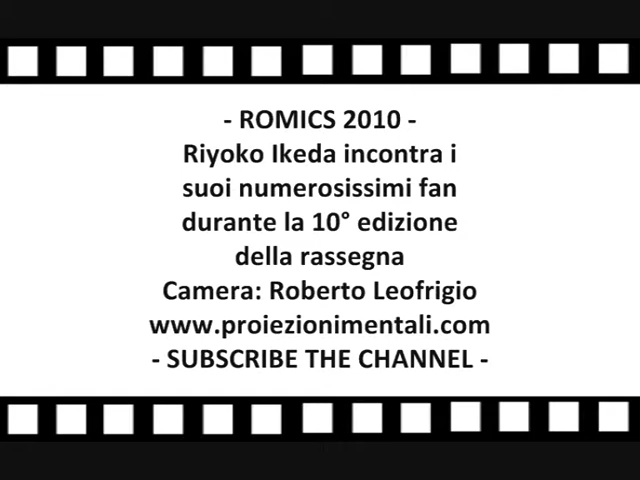 - ROMICS 2010 -
Riyoko Ikeda incontra i
suoi numerosissimi fan
durante la 10° edizione
della rassegna
Camera: Roberto Leofrigio
www.proiezionimentali.com
- SUBSCRIBE THE CHANNEL -